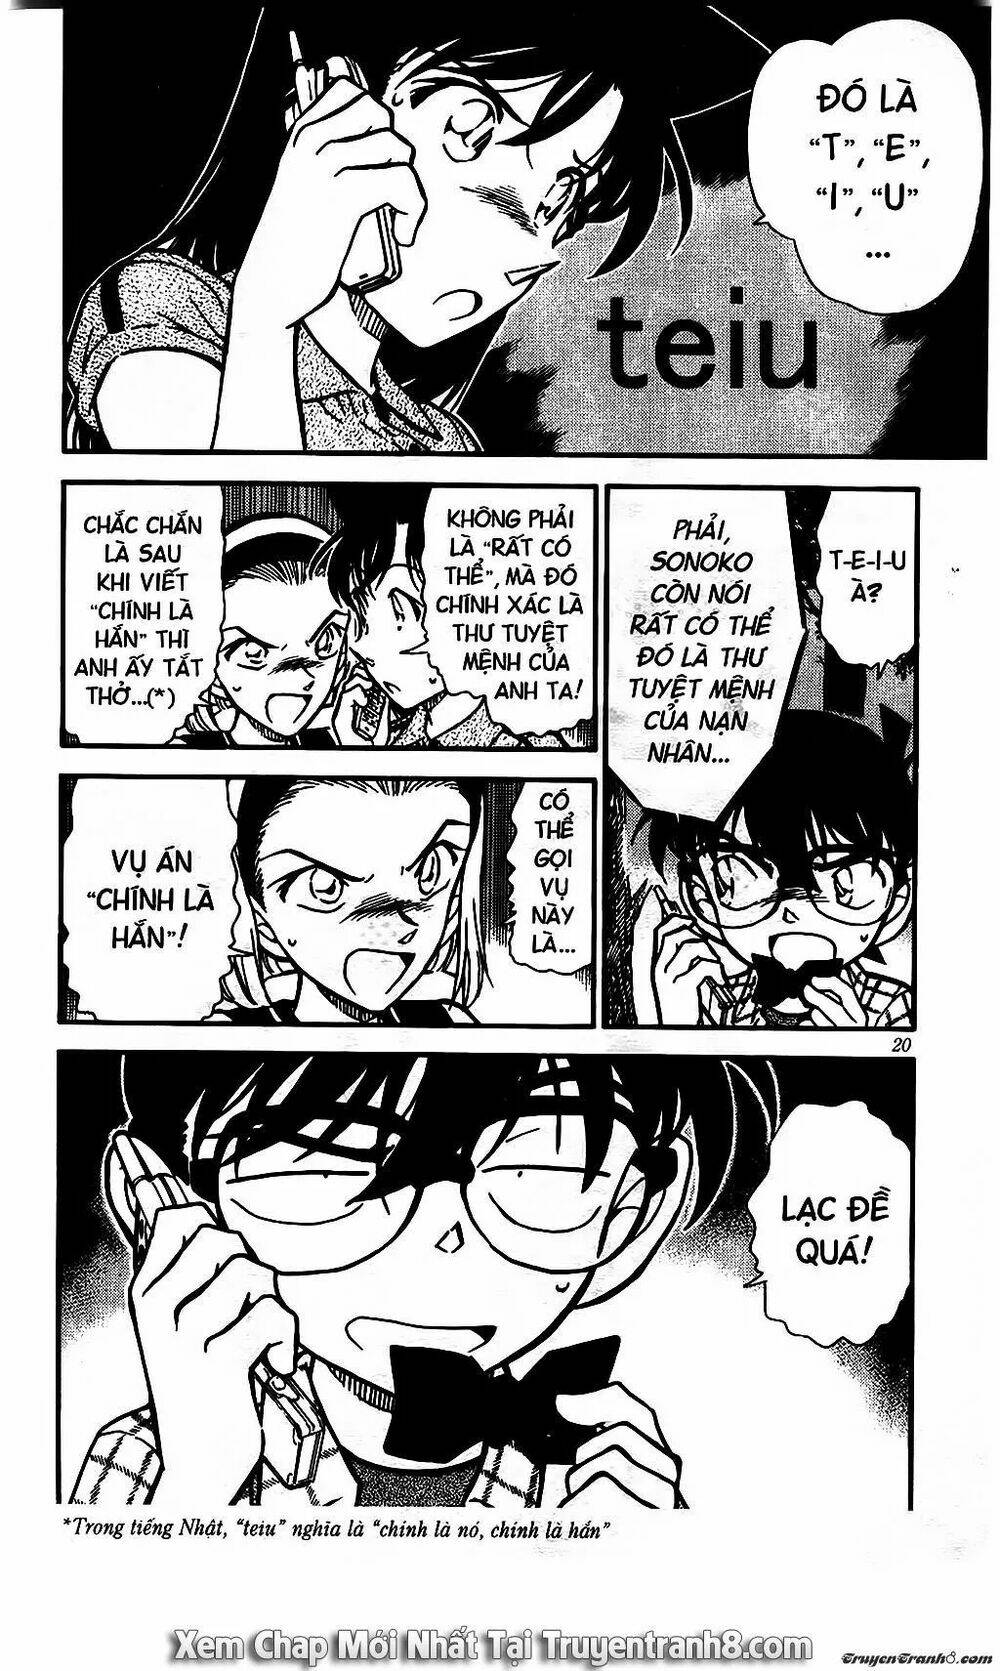 ĐÓ LÀ
"T", "E",
"I", "U"
...
teiu
T-E-I-U
À?
PHẢI,
SONOKO
CÒN NÓI
RẤT CÓ THỂ
ĐÓ LÀ THƯ
TUYỆT MỆNH
CỦA NẠN
NHÂN...
KHÔNG PHẢI
LÀ "RẤT CÓ
THỂ", MÀ ĐÓ
CHÍNH XÁC LÀ
THƯ TUYỆT
MỆNH CỦA
ANH TA!
CHẮC CHẮN
LÀ SAU
KHI VIẾT
"CHÍNH LÀ
HẮN" THÌ
ANH ẤY TẮT
THỞ...(*)
CÓ
THỂ
GỌI
VỤ
NÀY
LÀ...
VỤ ÁN
"CHÍNH LÀ
HẮN"!
20
LẠC ĐỀ
QUÁ!
*Trong tiếng Nhật, "teiu" nghĩa là "chính là nó, chính là hắn"
Xem Chap Mới Nhất Tại Truyentranh8.com
TruyenTranh8.com